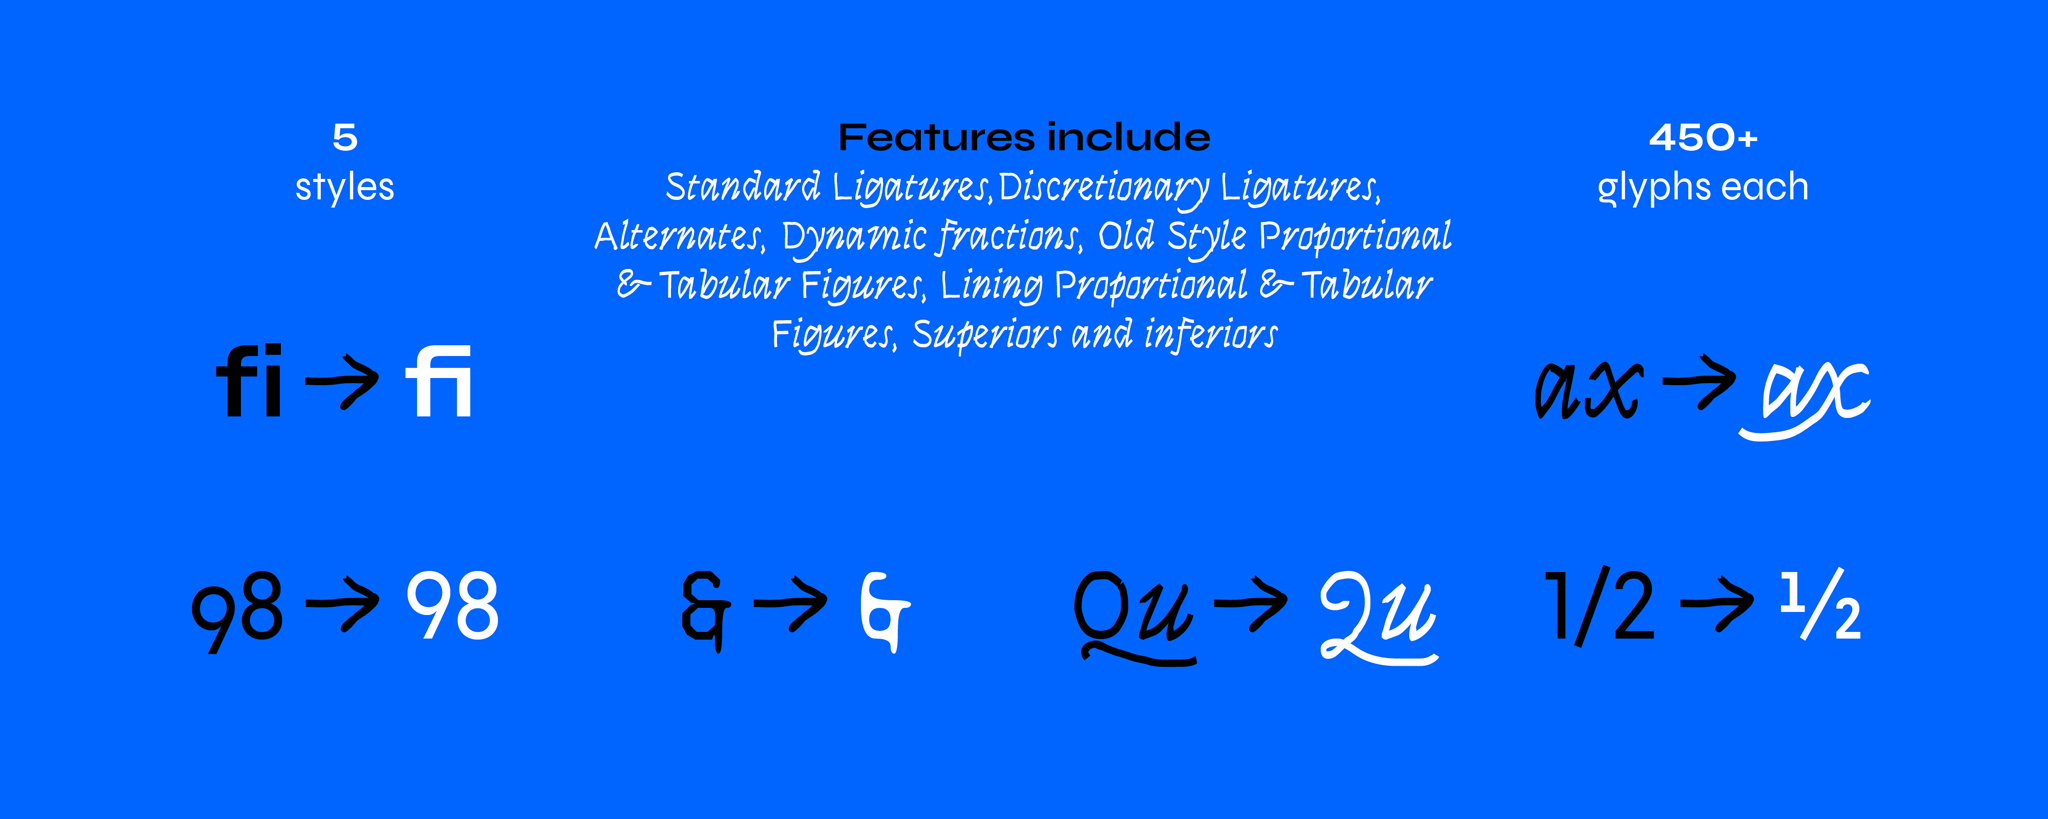 5
styles
Features include
Standard Ligatures,Discretionary Ligatures,
Alternates, Dynamic fractions, Old Style Proportional
& Tabular Figures, Lining Proportional & Tabular
Figures, Superiors and inferiors
450+
glyphs each
fi → fi
ax → ax
98 → 98
& → &
Qu → Qu
1/2 → ½